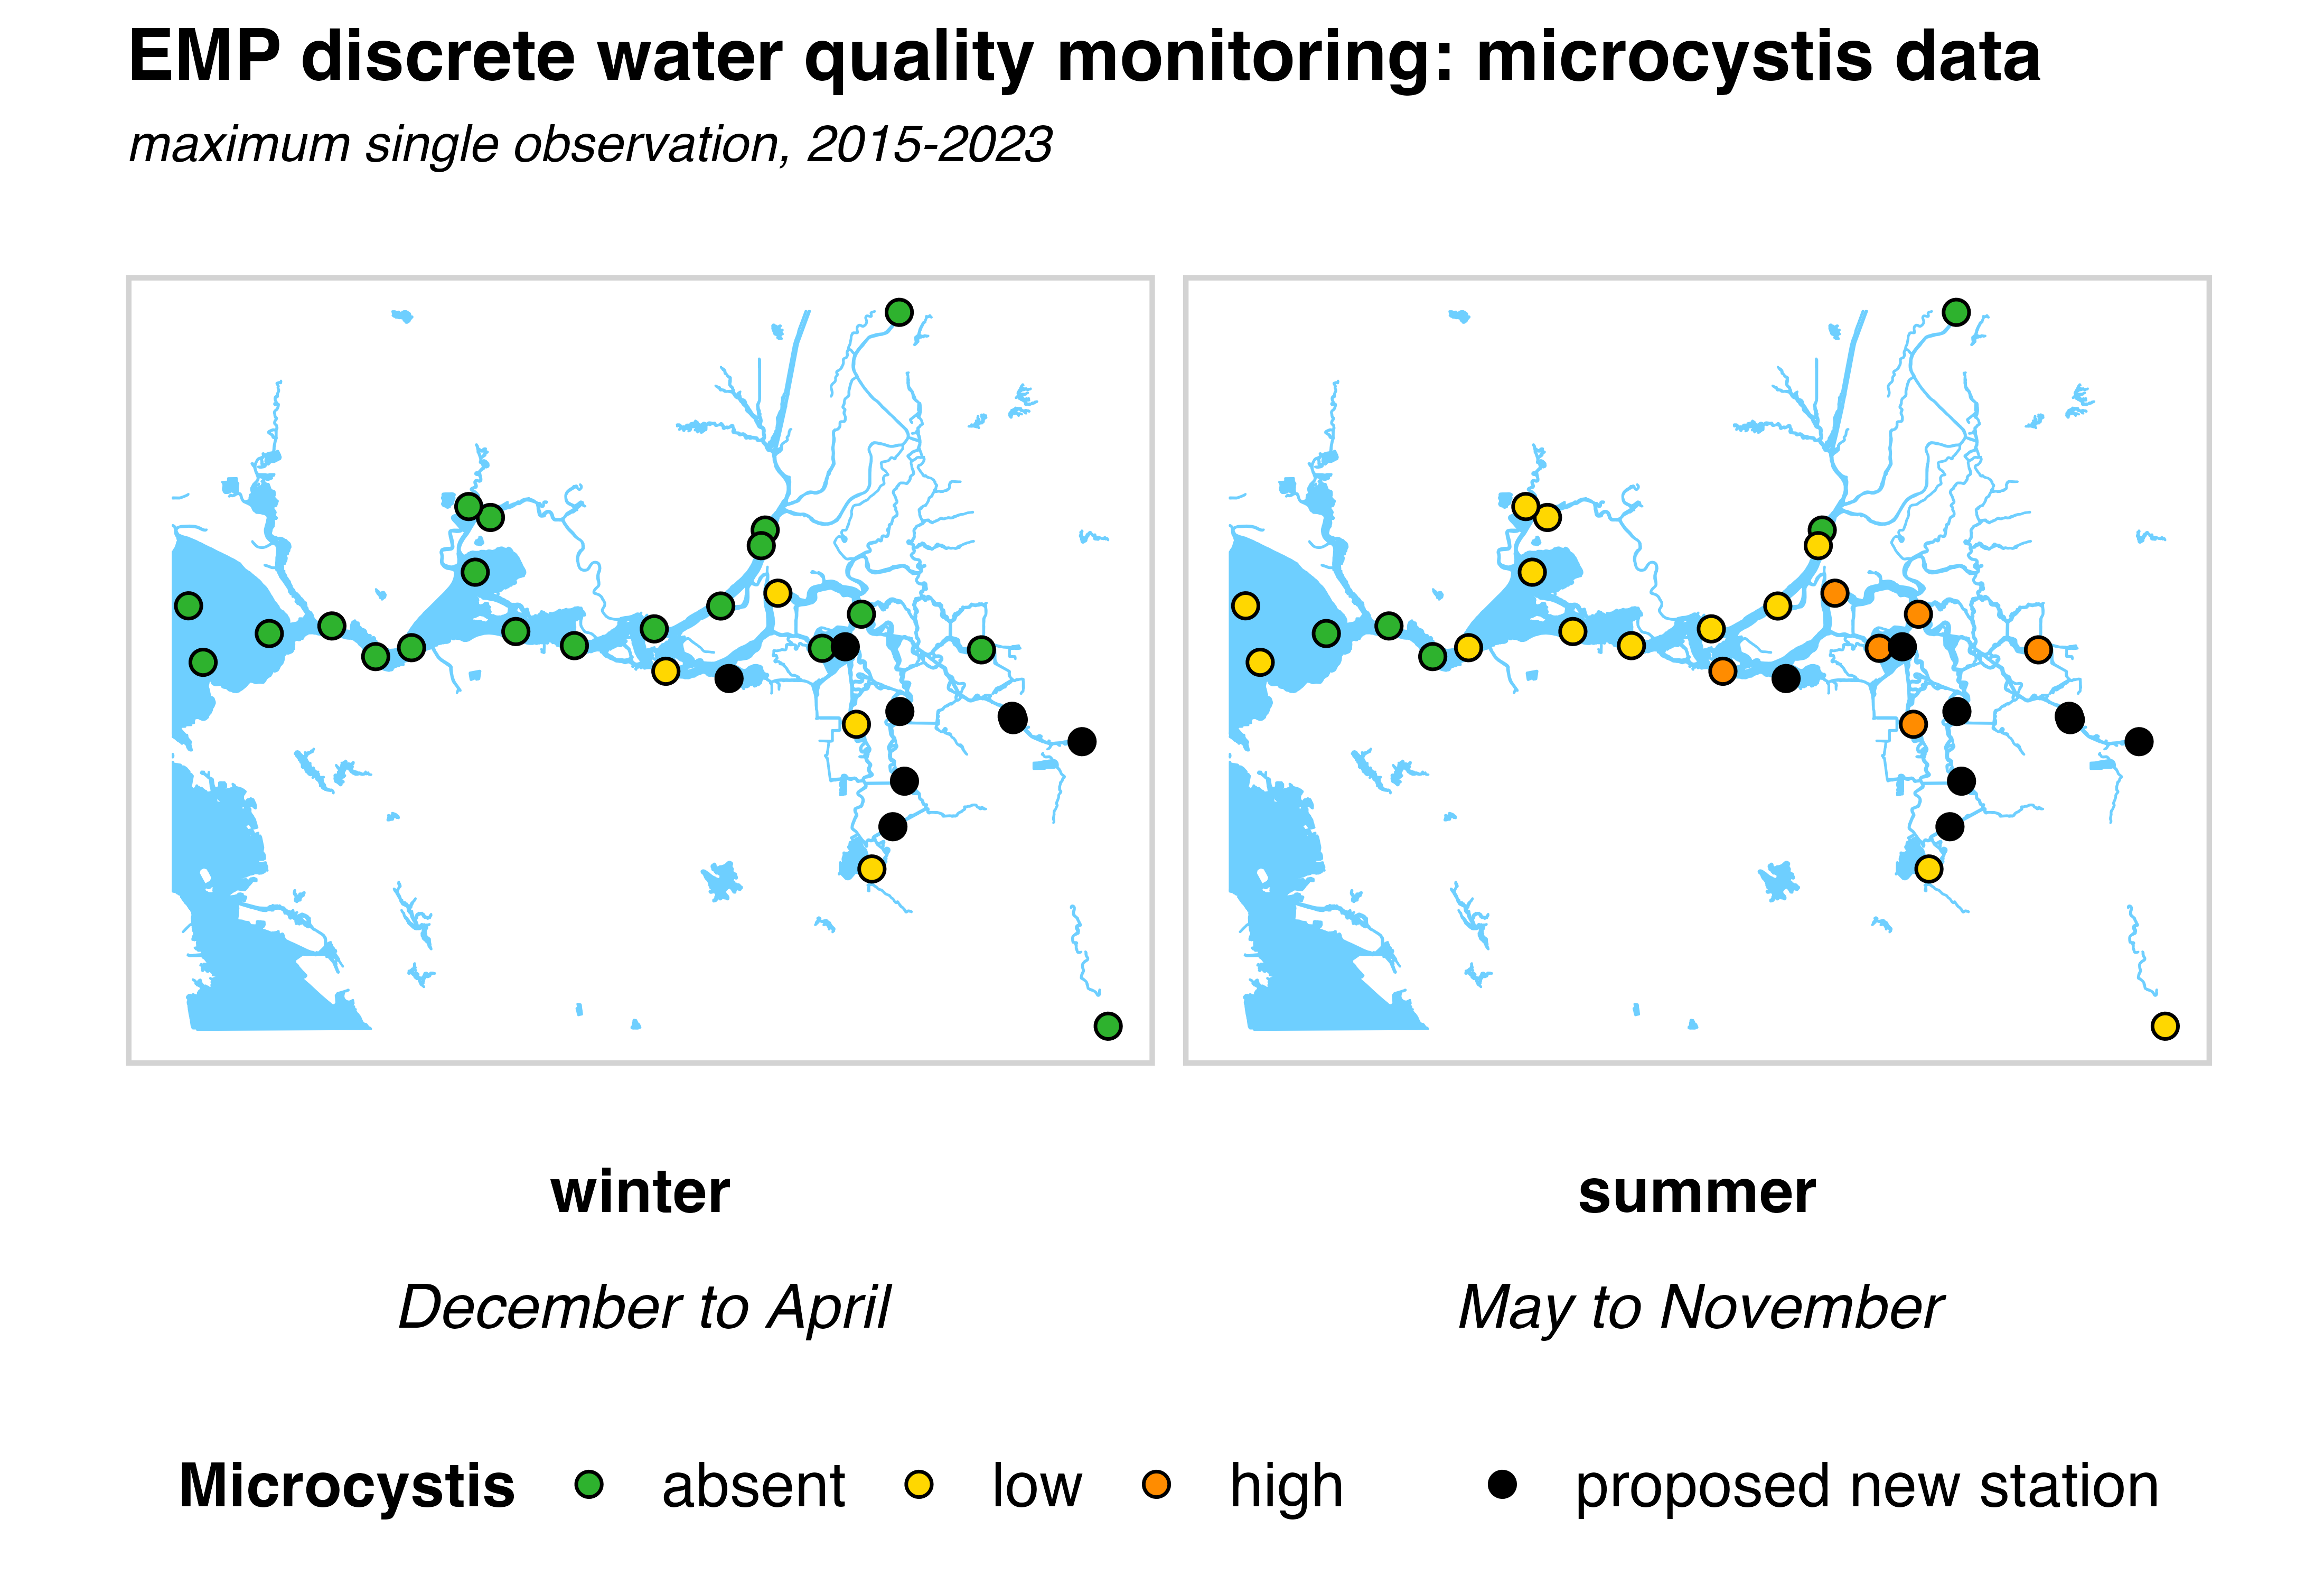 EMP discrete water quality monitoring: microcystis data
maximum single observation, 2015-2023
winter
December to April
summer
May to November
Microcystis absent low high proposed new station